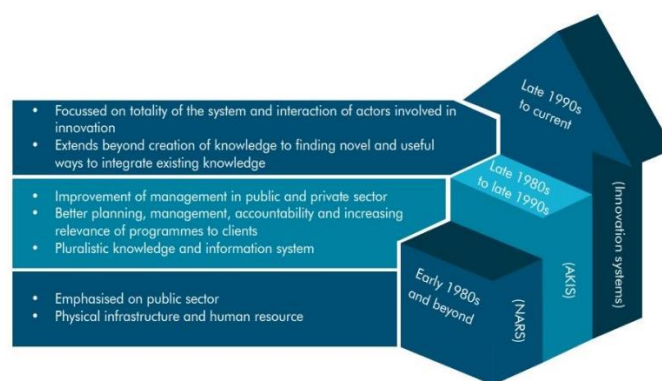 Late 1990s
to current
(Innovation systems)
• Focussed on totality of the system and interaction of actors involved in
innovation
• Extends beyond creation of knowledge to finding novel and useful
ways to integrate existing knowledge
Late 1980s
to late 1990s
(AKIS)
• Improvement of management in public and private sector
• Better planning, management, accountability and increasing
relevance of programmes to clients
• Pluralistic knowledge and information system
Early 1980s
and beyond
(NARS)
• Emphasised on public sector
• Physical infrastructure and human resource